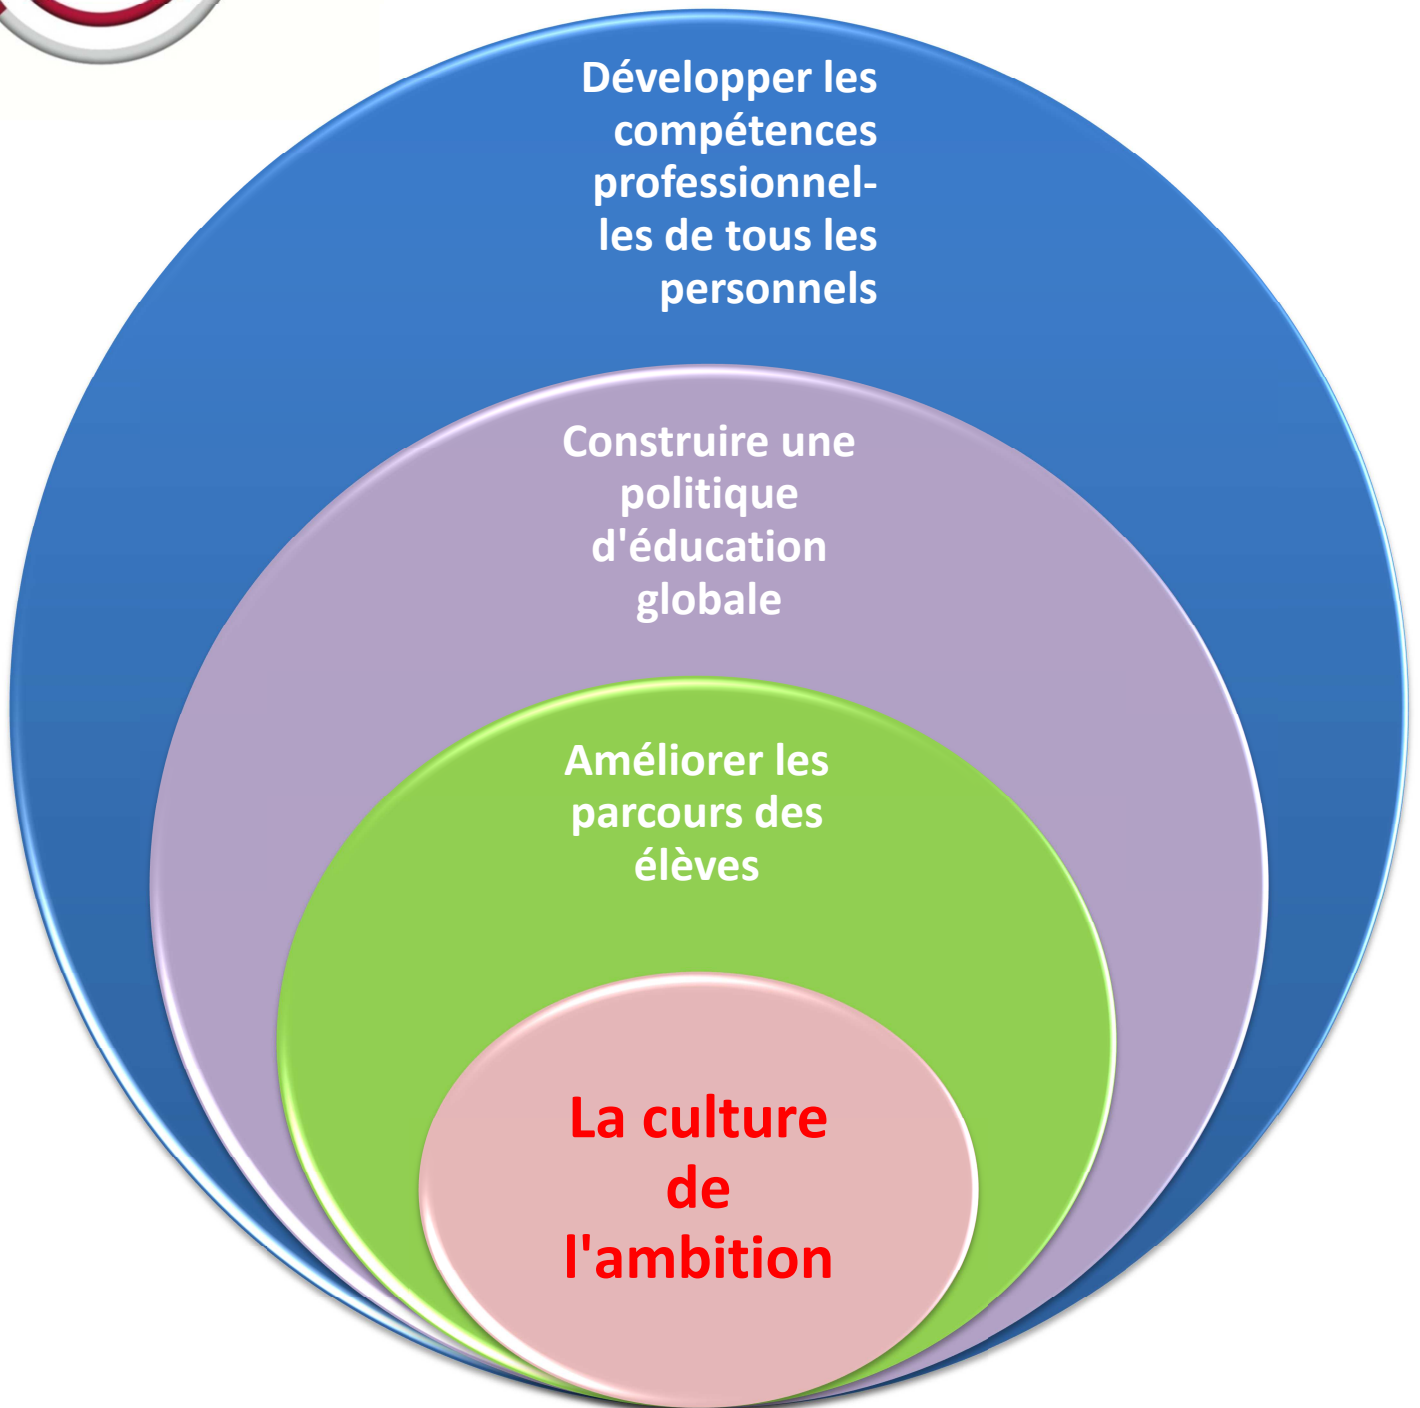 Développer les
compétences
professionnel-
les de tous les
personnels
Construire une
politique
d'éducation
globale
Améliorer les
parcours des
élèves
La culture
de
l'ambition